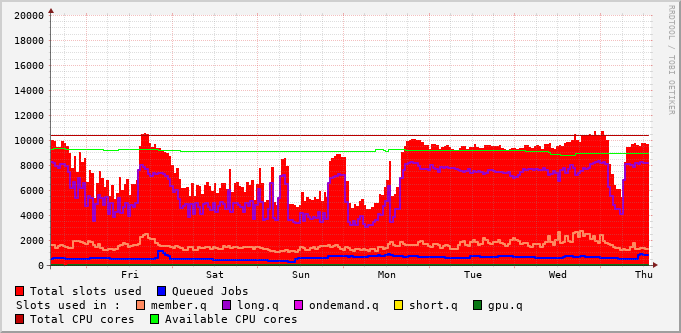 RRDTOOL / TOBI OETIKER
20000
18000
16000
14000
12000
10000
8000
6000
4000
2000
0
Fri Sat Sun Mon Tue Wed Thu
Total slots used Queued Jobs
Slots used in : member.q long.q ondemand.q short.q gpu.q
Total CPU cores Available CPU cores